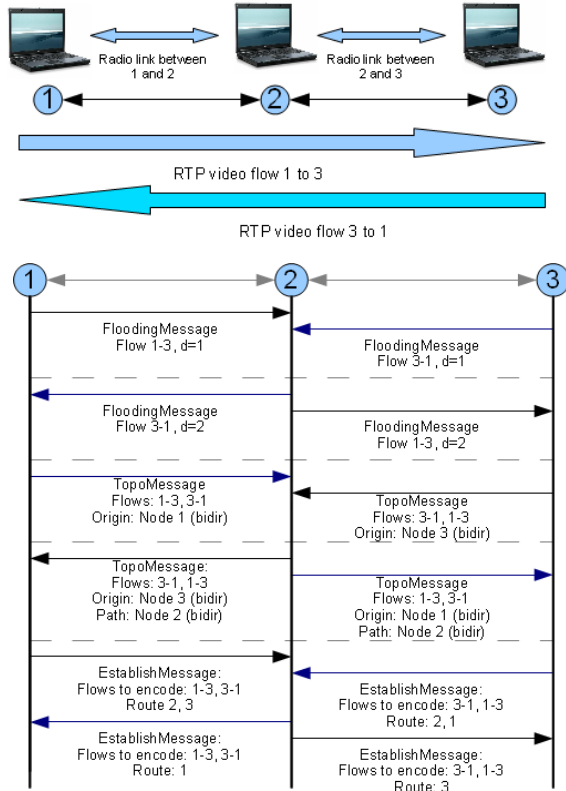 Radio link between
1 and 2
Radio link between
2 and 3
1
2
3
RTP video flow 1 to 3
RTP video flow 3 to 1
1
2
3
FloodingMessage
Flow 1-3, d=1
FloodingMessage
Flow 3-1, d=1
FloodingMessage
Flow 3-1, d=2
FloodingMessage
Flow 1-3, d=2
TopoMessage
Flows: 1-3, 3-1
Origin: Node 1 (bidir)
TopoMessage
Flows: 3-1, 1-3
Origin: Node 3 (bidir)
TopoMessage:
Flows: 3-1, 1-3
Origin: Node 3 (bidir)
Path: Node 2 (bidir)
TopoMessage
Flows: 1-3, 3-1
Origin: Node 1 (bidir)
Path: Node 2 (bidir)
EstablishMessage:
Flows to encode: 1-3, 3-1
Route 2, 3
EstablishMessage:
Flows to encode: 3-1, 1-3
Route: 2, 1
EstablishMessage:
Flows to encode: 1-3, 3-1
Route: 1
EstablishMessage:
Flows to encode: 3-1, 1-3
Route: 3